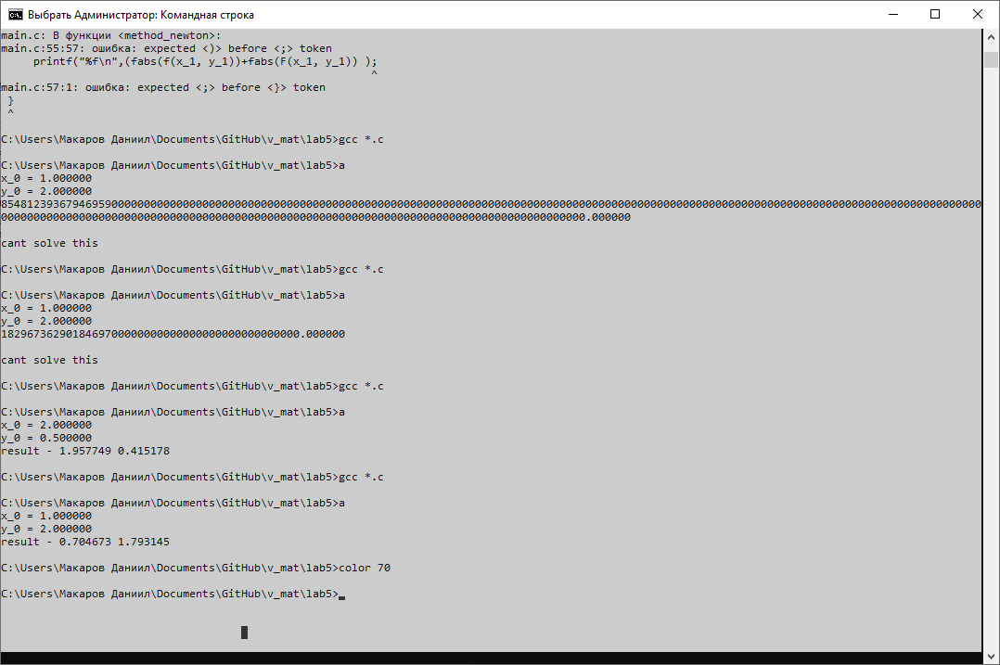 Выбрать Администратор: Командная строка
main.c: В функции <method_newton>:
main.c:55:57: ошибка: expected <)> before <;> token
printf("%f\n",(fabs(f(x_1, y_1))+fabs(F(x_1, y_1)) );
^
main.c:57:1: ошибка: expected <;> before <}> token
}
^
C:\Users\Макаров Даниил\Documents\GitHub\v_mat\lab5>gcc *.c
C:\Users\Макаров Даниил\Documents\GitHub\v_mat\lab5>a
x_0 = 1.000000
y_0 = 2.000000
8548123936794695900000000000000000000000000000000000000000000000000000000000000000000000000000000000000000000000000000000000000000000000000000000000000
000000000000000000000000000000000000000000000000000000000000000000000000000000000000000000.000000
cant solve this
C:\Users\Макаров Даниил\Documents\GitHub\v_mat\lab5>gcc *.c
C:\Users\Макаров Даниил\Documents\GitHub\v_mat\lab5>a
x_0 = 1.000000
y_0 = 2.000000
1829673629018469700000000000000000000000000000.000000
cant solve this
C:\Users\Макаров Даниил\Documents\GitHub\v_mat\lab5>gcc *.c
C:\Users\Макаров Даниил\Documents\GitHub\v_mat\lab5>a
x_0 = 2.000000
y_0 = 0.500000
result - 1.957749 0.415178
C:\Users\Макаров Даниил\Documents\GitHub\v_mat\lab5>gcc *.c
C:\Users\Макаров Даниил\Documents\GitHub\v_mat\lab5>a
x_0 = 1.000000
y_0 = 2.000000
result - 0.704673 1.793145
C:\Users\Макаров Даниил\Documents\GitHub\v_mat\lab5>color 70
C:\Users\Макаров Даниил\Documents\GitHub\v_mat\lab5>